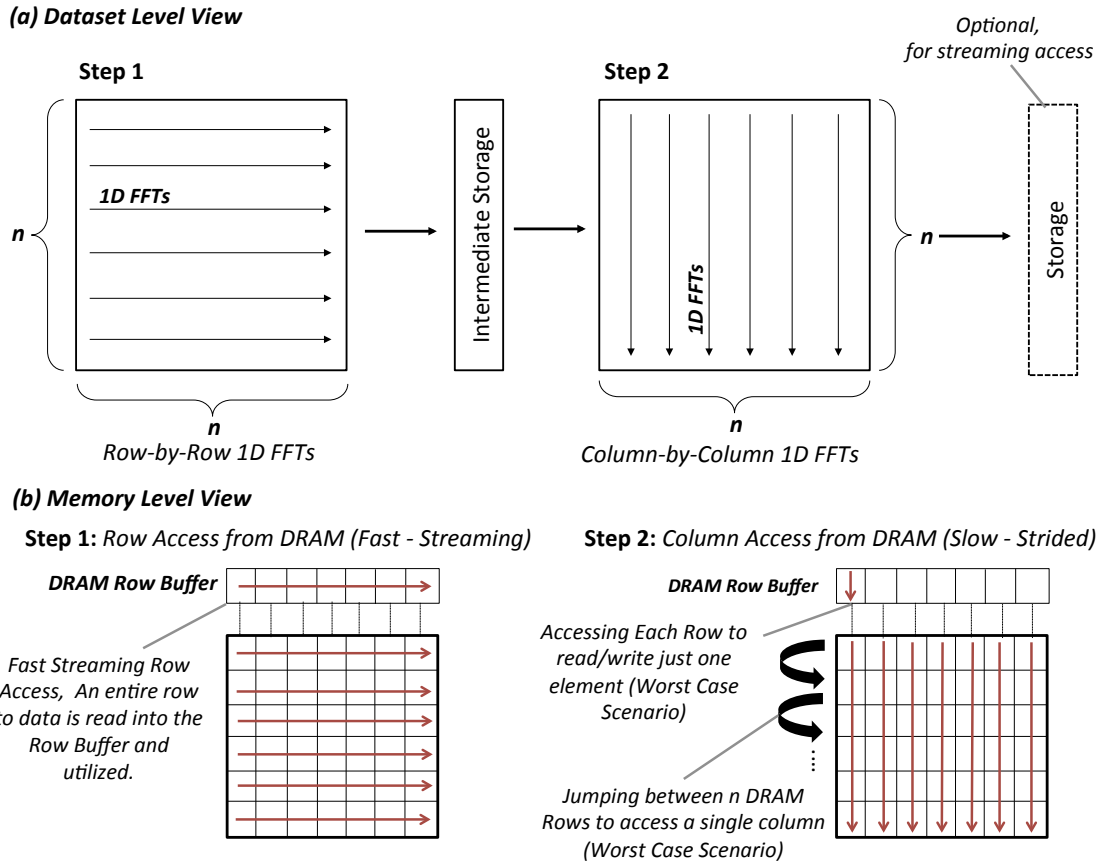 (a) Dataset Level View
Optional,
for streaming access
Step 1
Step 2
1D FFTs
n
n
Row-by-Row 1D FFTs
Intermediate Storage
1D FFTs
n
n
Column-by-Column 1D FFTs
Storage
(b) Memory Level View
Step 1: Row Access from DRAM (Fast - Streaming)
DRAM Row Buffer
Fast Streaming Row
Access, An entire row
to data is read into the
Row Buffer and
utilized.
Step 2: Column Access from DRAM (Slow - Strided)
DRAM Row Buffer
Accessing Each Row to
read/write just one
element (Worst Case
Scenario)
....
Jumping between n DRAM
Rows to access a single column
(Worst Case Scenario)